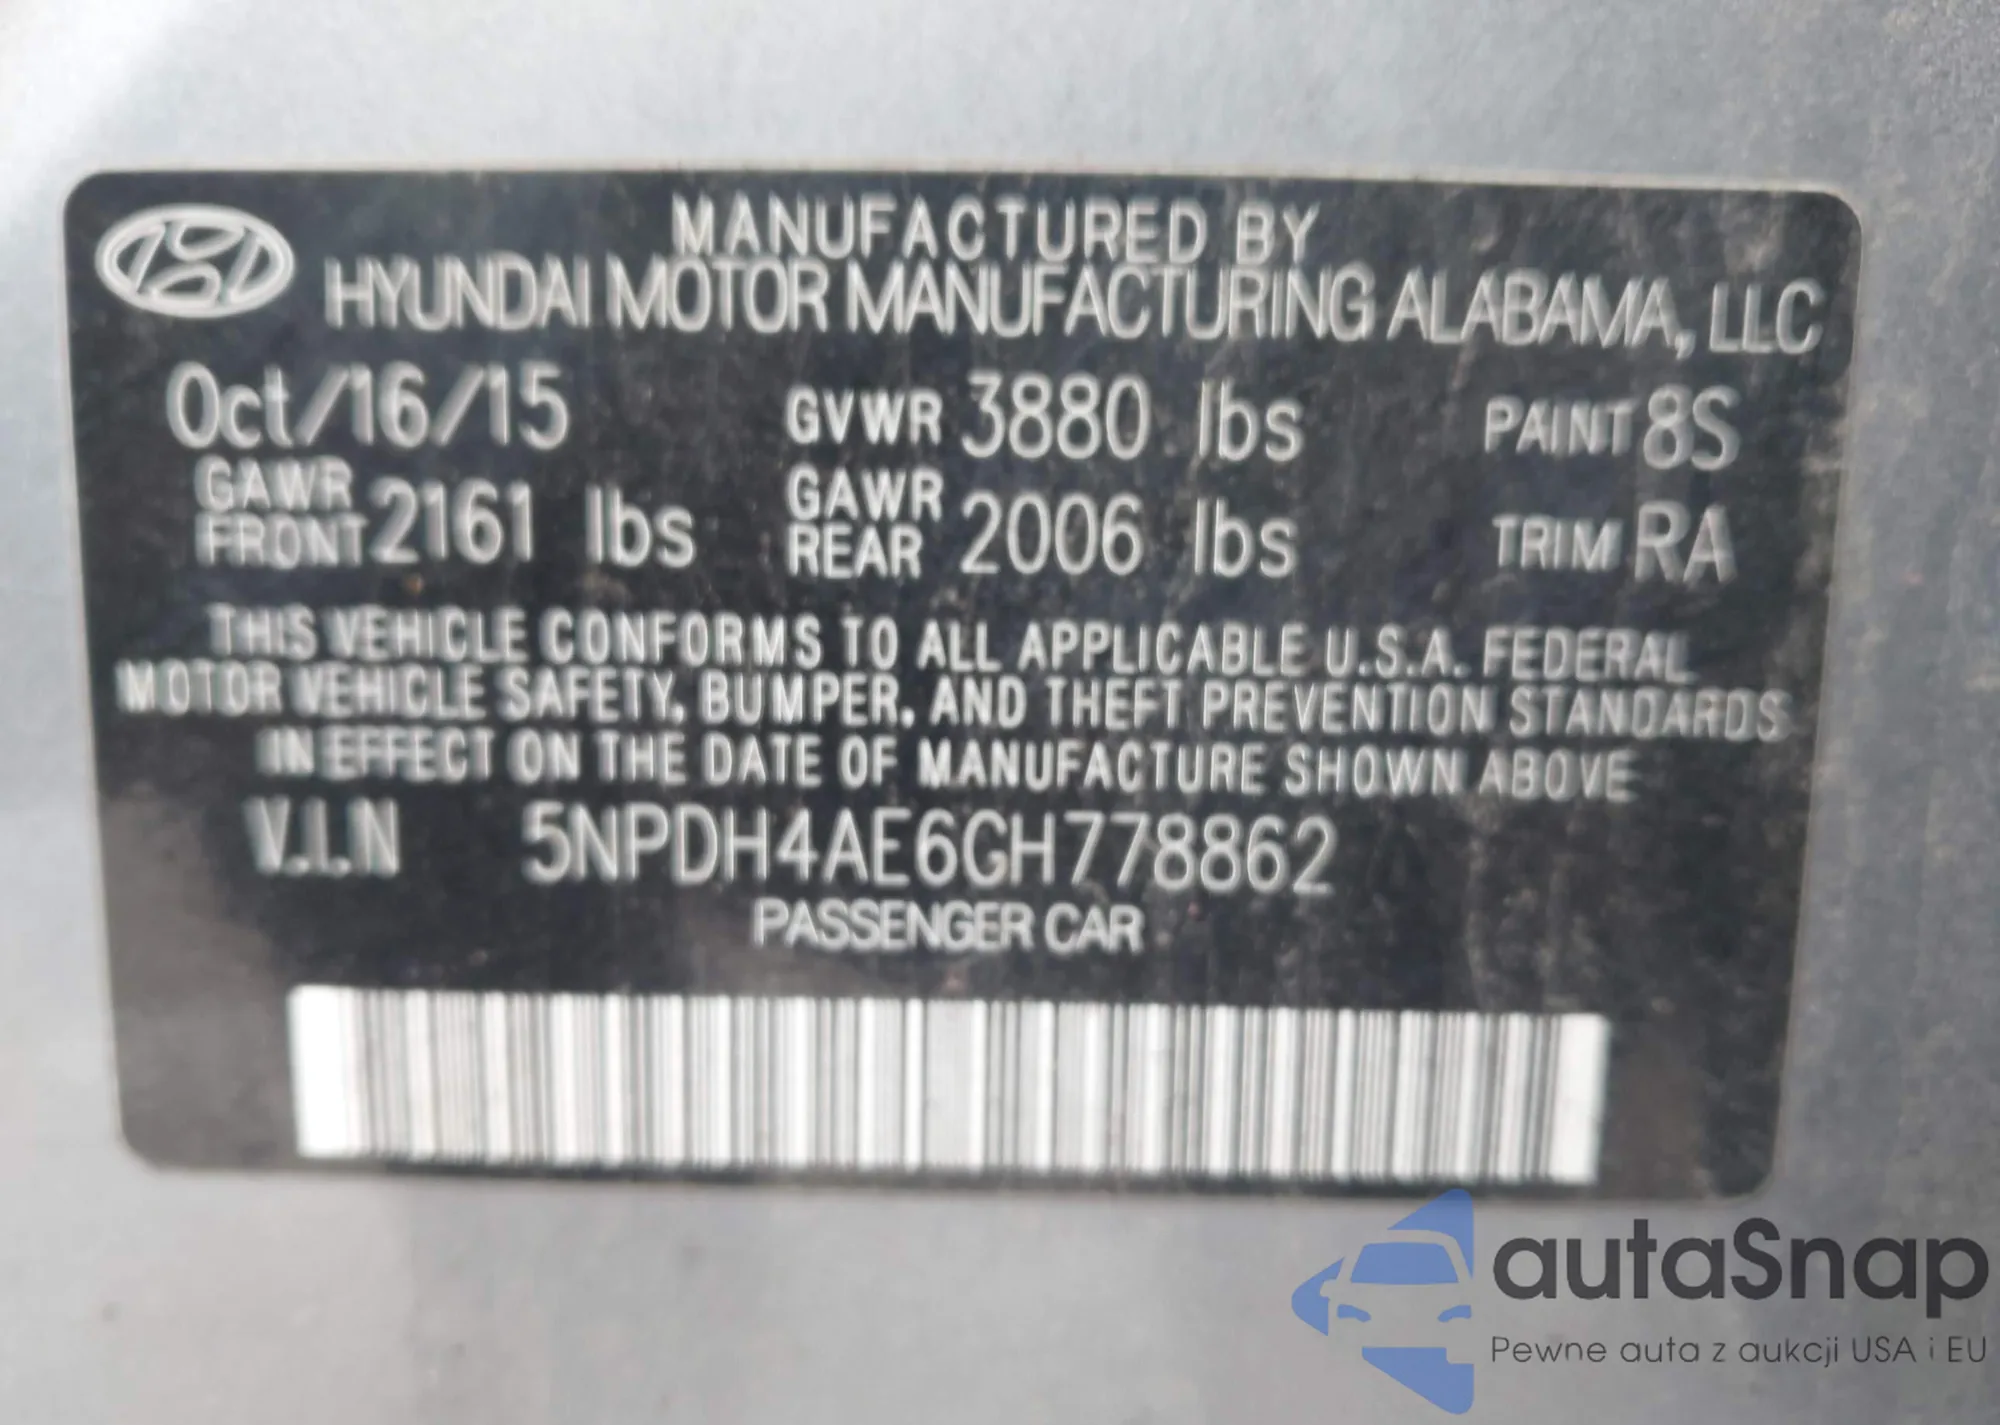 MANUFACTURED BY
HYUNDAI MOTOR MANUFACTURING ALABAMA, LLC
Oct/16/15 GVWR 3880 lbs PAINT 8S
GAWR FRONT 2161 lbs GAWR REAR 2006 lbs TRIM RA
THIS VEHICLE CONFORMS TO ALL APPLICABLE U.S.A. FEDERAL
MOTOR VEHICLE SAFETY, BUMPER, AND THEFT PREVENTION STANDARDS
IN EFFECT ON THE DATE OF MANUFACTURE SHOWN ABOVE
V.I.N 5NPDH4AE6GH778862
PASSENGER CAR
autaSnap
Pewne auta z aukcji USA i EU